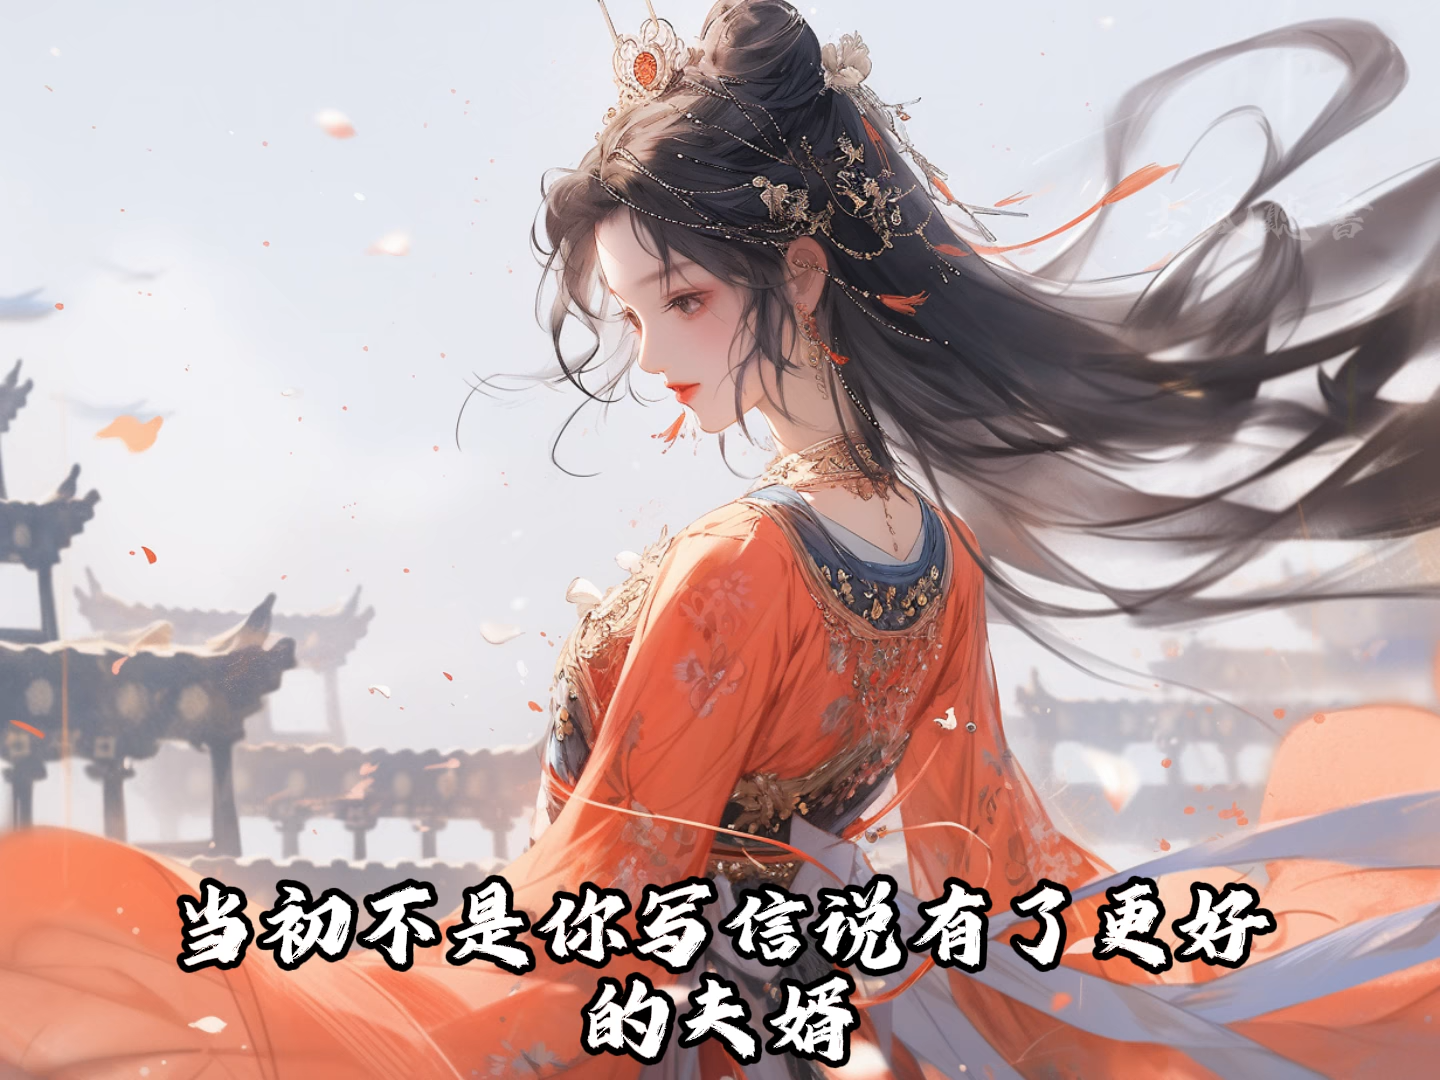 当初不是你写信说有了更好
的夫婿